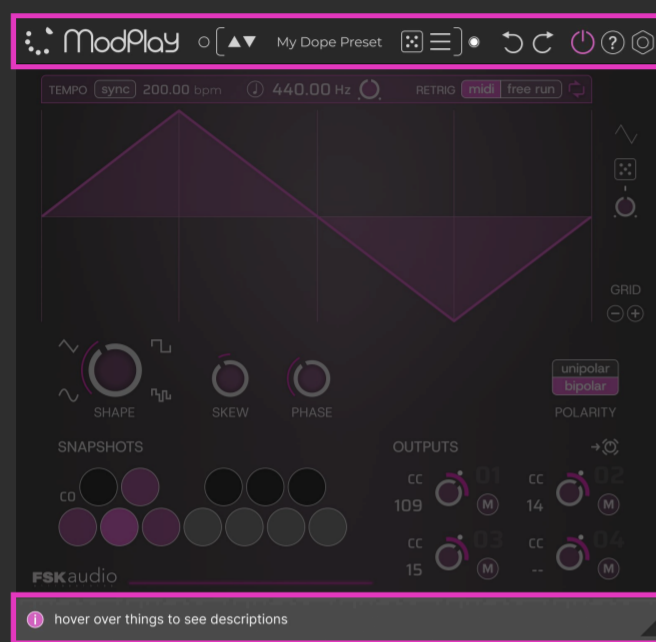 ModPlay My Dope Preset ?
TEMPO sync 200.00 bpm 440.00 Hz RETRIG midi free run
GRID
unipolar
bipolar
SHAPE SKEW PHASE POLARITY
SNAPSHOTS OUTPUTS
CC 01 CC 02
C0 109 M 14 M
CC 03 CC 04
15 M -- M
FSKaudio
i hover over things to see descriptions